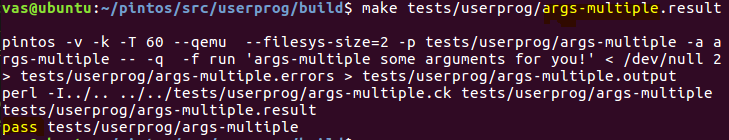 vas@ubuntu:~/pintos/src/userprog/build$ make tests/userprog/args-multiple.result
pintos -v -k -T 60 --qemu  --filesys-size=2 -p tests/userprog/args-multiple -a a
rgs-multiple -- -q  -f run 'args-multiple some arguments for you!' < /dev/null 2
> tests/userprog/args-multiple.errors > tests/userprog/args-multiple.output
perl -I../.. ../../tests/userprog/args-multiple.ck tests/userprog/args-multiple
tests/userprog/args-multiple.result
pass tests/userprog/args-multiple